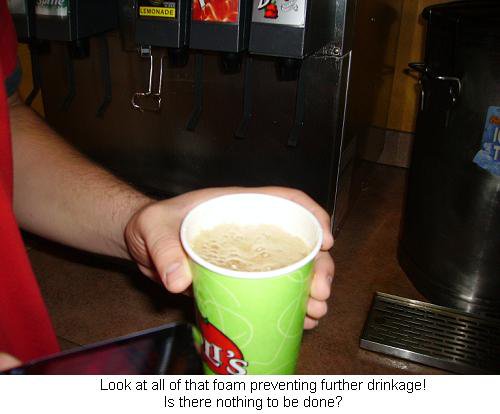 LEMONADE
Look at all of that foam preventing further drinkage!
Is there nothing to be done?